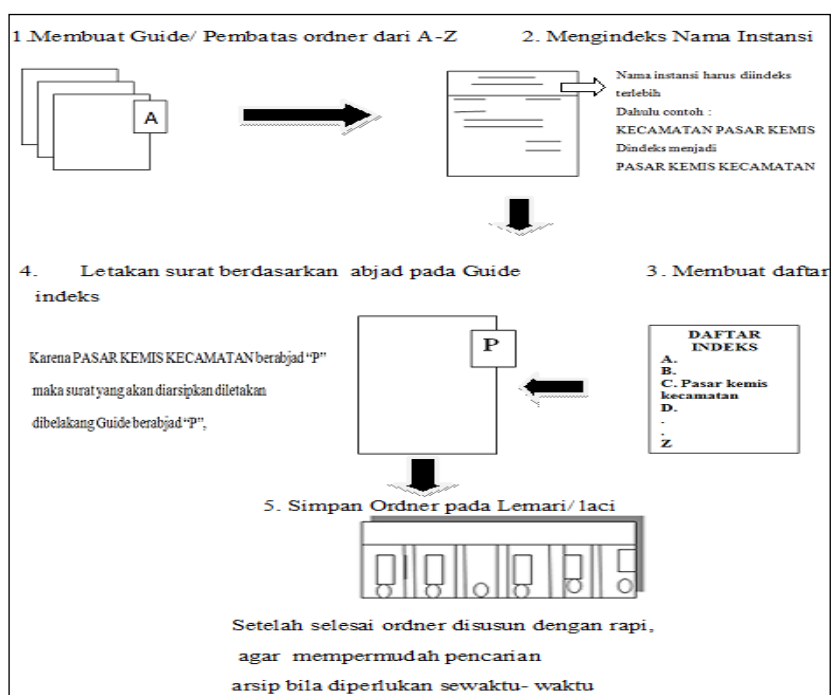 1.Membuat Guide/ Pembatas ordner dari A-Z
A
2. Mengindeks Nama Instansi
Nama instansi harus diindeks
terlebih
Dahulu contoh :
KECAMATAN PASAR KEMIS
Dindeks menjadi
PASAR KEMIS KECAMATAN
3. Membuat daftar
DAFTAR
INDEKS
A.
B.
C. Pasar kemis
kecamatan
D.
.
.
Z
4. Letakan surat berdasarkan abjad pada Guide
indeks
Karena PASAR KEMIS KECAMATAN berabjad “P”
maka surat yang akan diarsipkan diletakan
dibelakang Guide berabjad “P”,
P
5. Simpan Ordner pada Lemari/ laci
Setelah selesai ordner disusun dengan rapi,
agar mempermudah pencarian
arsip bila diperlukan sewaktu- waktu